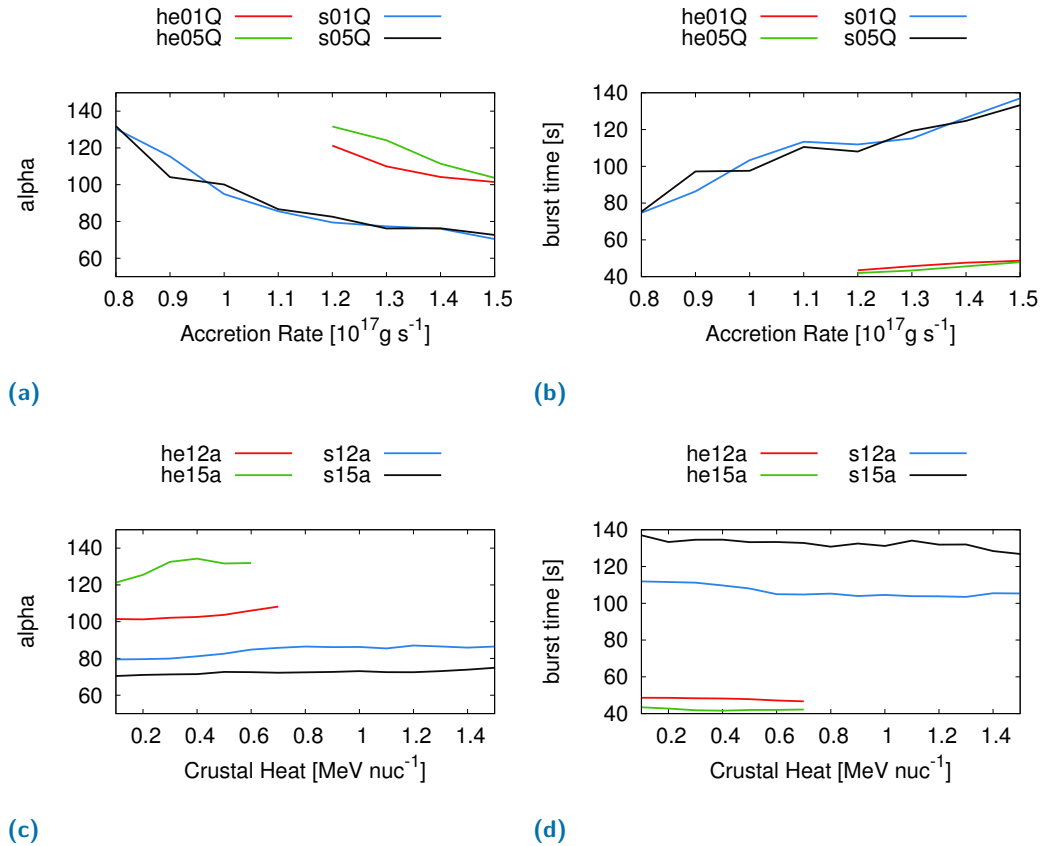 he01Q s01Q
he05Q s05Q
140
120
100
80
60
alpha
0.8 0.9 1 1.1 1.2 1.3 1.4 1.5
Accretion Rate [10^17 g s^-1]
(a)
he01Q s01Q
he05Q s05Q
140
120
100
80
60
40
burst time [s]
0.8 0.9 1 1.1 1.2 1.3 1.4 1.5
Accretion Rate [10^17 g s^-1]
(b)
he12a s12a
he15a s15a
140
120
100
80
60
alpha
0.2 0.4 0.6 0.8 1 1.2 1.4
Crustal Heat [MeV nuc^-1]
(c)
he12a s12a
he15a s15a
140
120
100
80
60
40
burst time [s]
0.2 0.4 0.6 0.8 1 1.2 1.4
Crustal Heat [MeV nuc^-1]
(d)